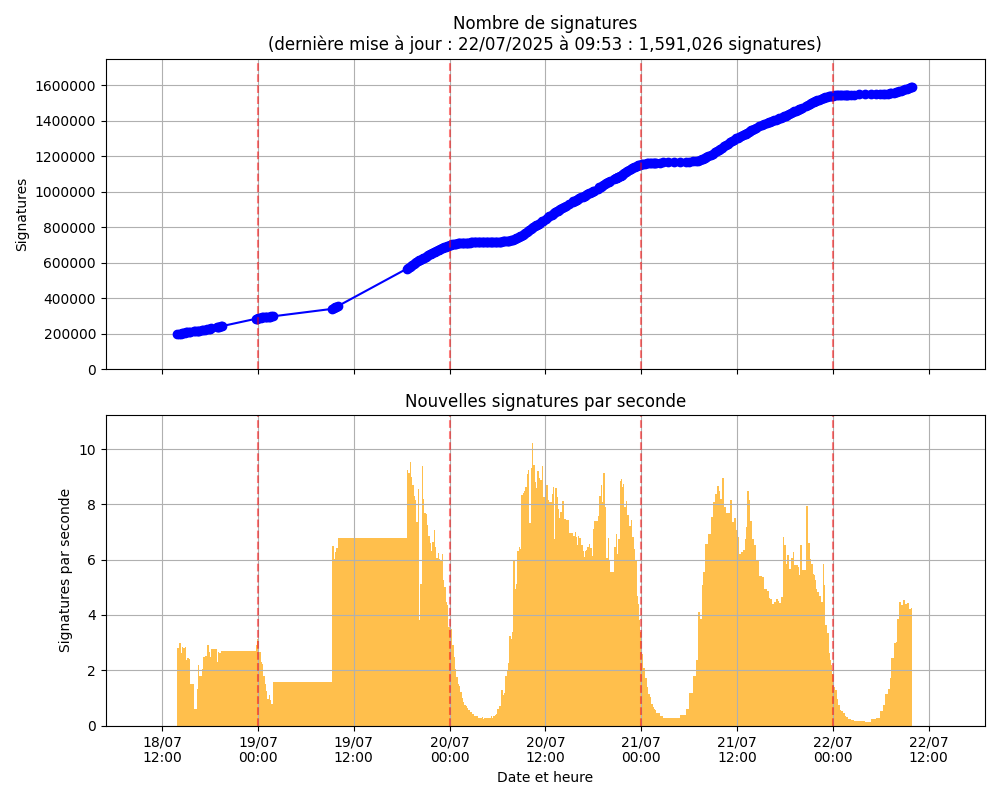 Nombre de signatures
(dernière mise à jour : 22/07/2025 à 09:53 : 1,591,026 signatures)
Signatures
1600000
1400000
1200000
1000000
800000
600000
400000
200000
0
Nouvelles signatures par seconde
Signatures par seconde
10
8
6
4
2
0
18/07 19/07 19/07 20/07 20/07 21/07 21/07 22/07 22/07
12:00 00:00 12:00 00:00 12:00 00:00 12:00 00:00 12:00
Date et heure